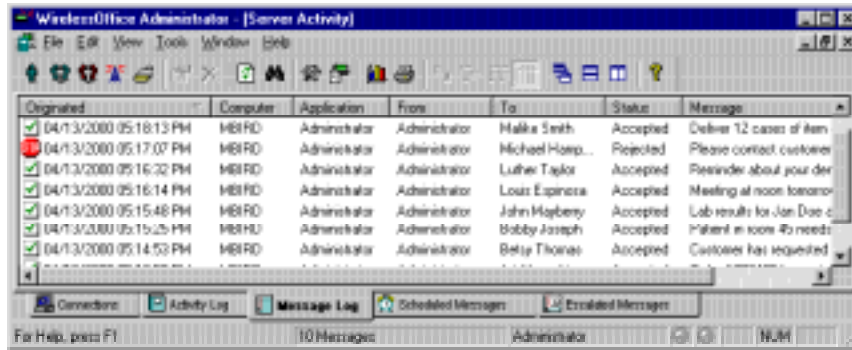 WirelessOffice Administrator - [Server Activity]
File Edit View Tools Window Help
Originated Computer Application From To Status Message
04/13/2000 05:18:13 PM MBIRD Administrator Administrator Malika Smith Accepted Deliver 12 cases of item
04/13/2000 05:17:07 PM MBIRD Administrator Administrator Michael Hamp... Rejected Please contact customer
04/13/2000 05:16:32 PM MBIRD Administrator Administrator Luther Taylor Accepted Reminder about your
04/13/2000 05:16:14 PM MBIRD Administrator Administrator Louis Espinosa Accepted Meeting at noon tomorrow
04/13/2000 05:15:48 PM MBIRD Administrator Administrator John Mayberry Accepted Lab results for Jan Doe
04/13/2000 05:15:25 PM MBIRD Administrator Administrator Bobby Joseph Accepted Patient in room 45 needs
04/13/2000 05:14:53 PM MBIRD Administrator Administrator Betsy Thomas Accepted Customer has requested
Connections Activity Log Message Log Scheduled Messages Escalated Messages
For Help, press F1 10 Messages Administrator NUM